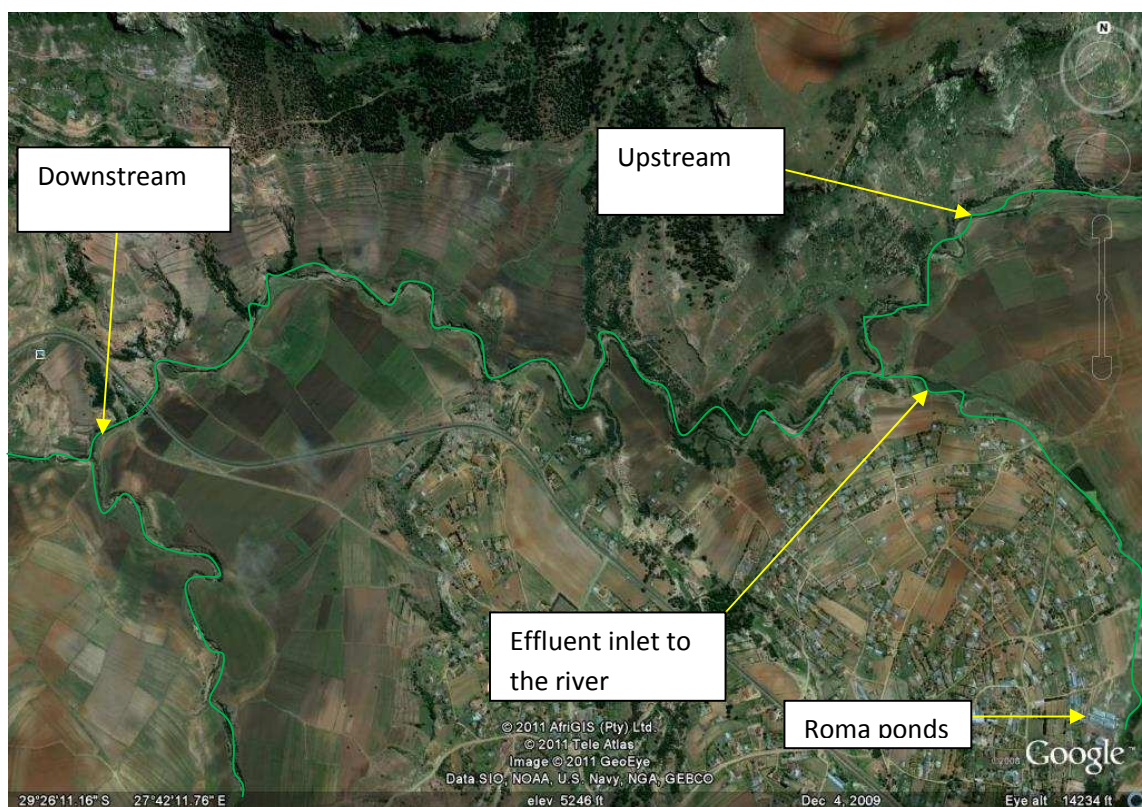 N
Downstream
Upstream
Effluent inlet to
the river
Roma ponds
© 2011 AfriGIS (Pty) Ltd.
© 2011 Tele Atlas
Image © 2011 GeoEye
Data SIO, NOAA, U.S. Navy, NGA, GEBCO
Google
29°26'11.16" S 27°42'11.76" E elev 5246 ft Dec 4, 2009 Eye alt 14234 ft